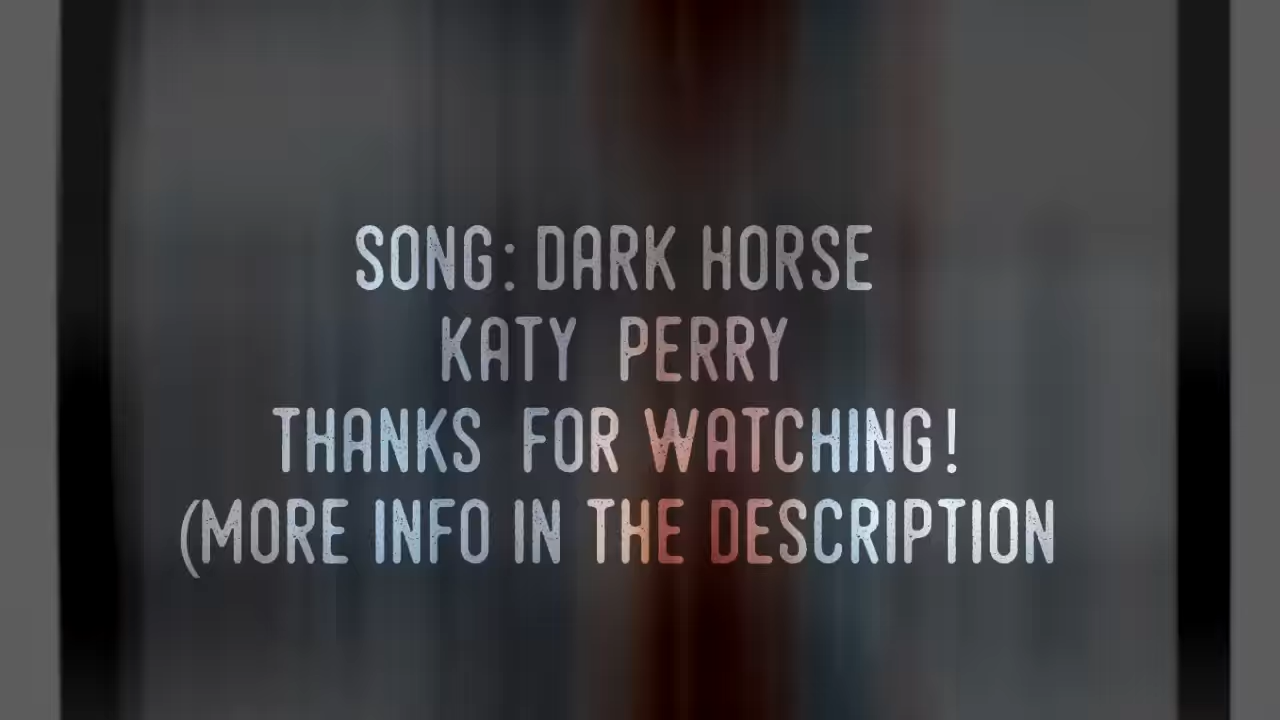 SONG: DARK HORSE
KATY PERRY
THANKS FOR WATCHING!
(MORE INFO IN THE DESCRIPTION